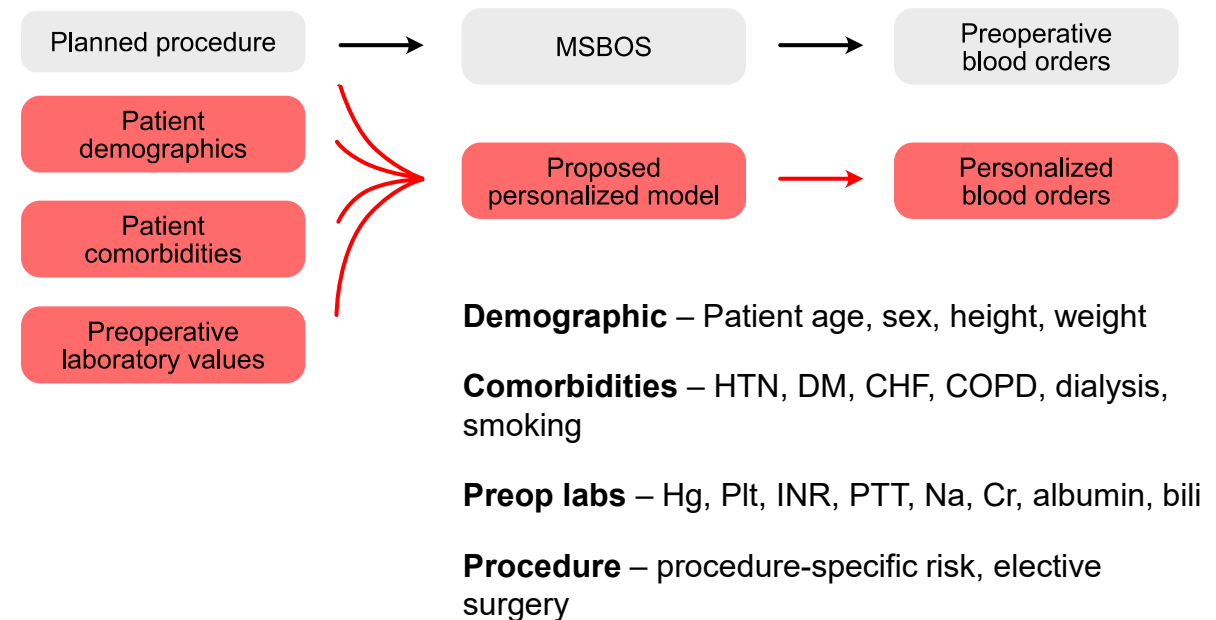 Planned procedure
MSBOS
Preoperative
blood orders
Patient
demographics
Proposed
personalized model
Personalized
blood orders
Patient
comorbidities
Preoperative
laboratory values
Demographic – Patient age, sex, height, weight
Comorbidities – HTN, DM, CHF, COPD, dialysis,
smoking
Preop labs – Hg, Plt, INR, PTT, Na, Cr, albumin, bili
Procedure – procedure-specific risk, elective
surgery